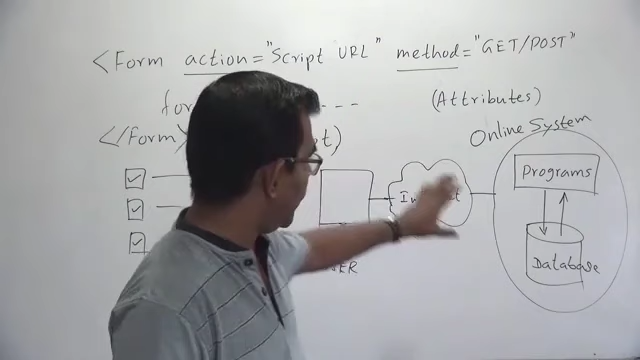 <Form action="Script URL" method="GET/POST"
(Attributes)
</Form>
Online System
Programs
Database